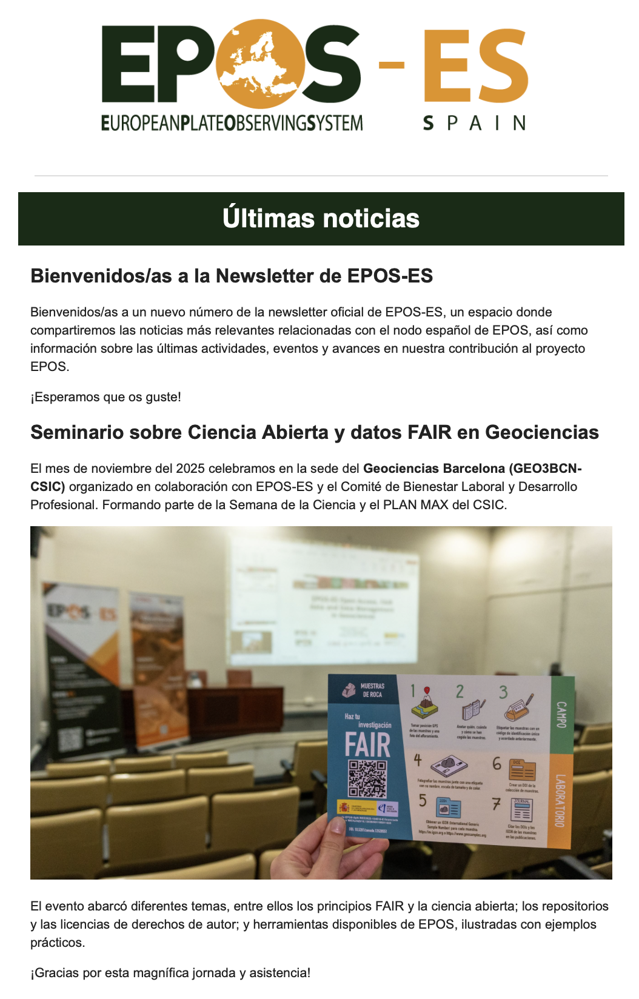 EPOS - ES
EUROPEANPLATEOBSERVINGSYSTEM
SPAIN
Últimas noticias
Bienvenidos/as a la Newsletter de EPOS-ES
Bienvenidos/as a un nuevo número de la newsletter oficial de EPOS-ES, un espacio donde
compartiremos las noticias más relevantes relacionadas con el nodo español de EPOS, así como
información sobre las últimas actividades, eventos y avances en nuestra contribución al proyecto
EPOS.
¡Esperamos que os guste!
Seminario sobre Ciencia Abierta y datos FAIR en Geociencias
El mes de noviembre del 2025 celebramos en la sede del Geociencias Barcelona (GEO3BCN-
CSIC) organizado en colaboración con EPOS-ES y el Comité de Bienestar Laboral y Desarrollo
Profesional. Formando parte de la Semana de la Ciencia y el PLAN MAX del CSIC.
EPOS-ES
MUESTRAS
DE ROCA
Haz tu
investigación
FAIR
1
Tomar posición GPS
de las muestras y una
foto del afloramiento.
2
Anotar quién, cuándo
y cómo se han
cogido las muestras.
3
Etiquetar las muestras con un
código de identificación único
y acordado anteriormente.
CAMPO
4
Fotografiar las muestras junto con una etiqueta
con su nombre, escala de tamaño y de color.
5
IGSN
Obtener un IGSN (International Generic
Sample Number) para cada muestra.
6
DOI
Crear un DOI de la
colección de muestras.
7
JOURNAL
Citar los DOIs y los
IGSN de las muestras
en las publicaciones.
LABORATORIO
El evento abarcó diferentes temas, entre ellos los principios FAIR y la ciencia abierta; los repositorios
y las licencias de derechos de autor; y herramientas disponibles de EPOS, ilustradas con ejemplos
prácticos.
¡Gracias por esta magnífica jornada y asistencia!